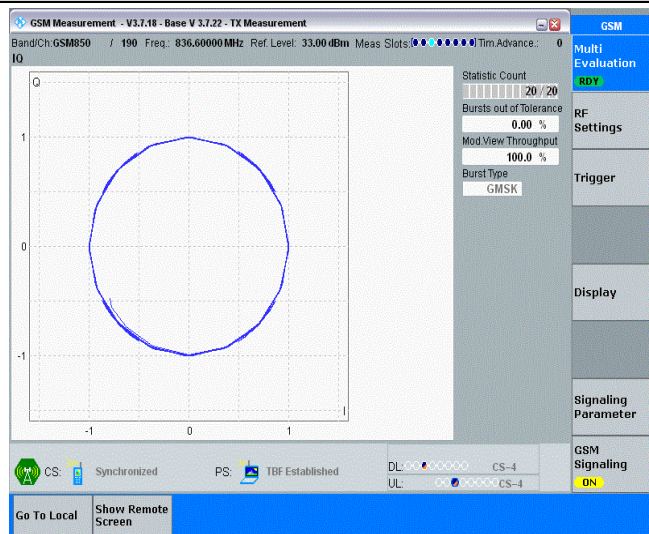 GSM Measurement - V3.7.18 - Base V 3.7.22 - TX Measurement
GSM
Band/Ch:GSM850 / 190 Freq.: 836.60000 MHz Ref. Level: 33.00 dBm Meas Slots: Tim.Advance.: 0
IQ
Multi
Evaluation
RDY
Q
Statistic Count
20 / 20
Bursts out of Tolerance
0.00 %
Mod.View Throughput
100.0 %
Burst Type
GMSK
RF
Settings
Trigger
Display
Signaling
Parameter
GSM
Signaling
ON
1
0
-1
I
-1 0 1
CS: Synchronized PS: TBF Established
DL: CS-4
UL: CS-4
Go To Local
Show Remote
Screen